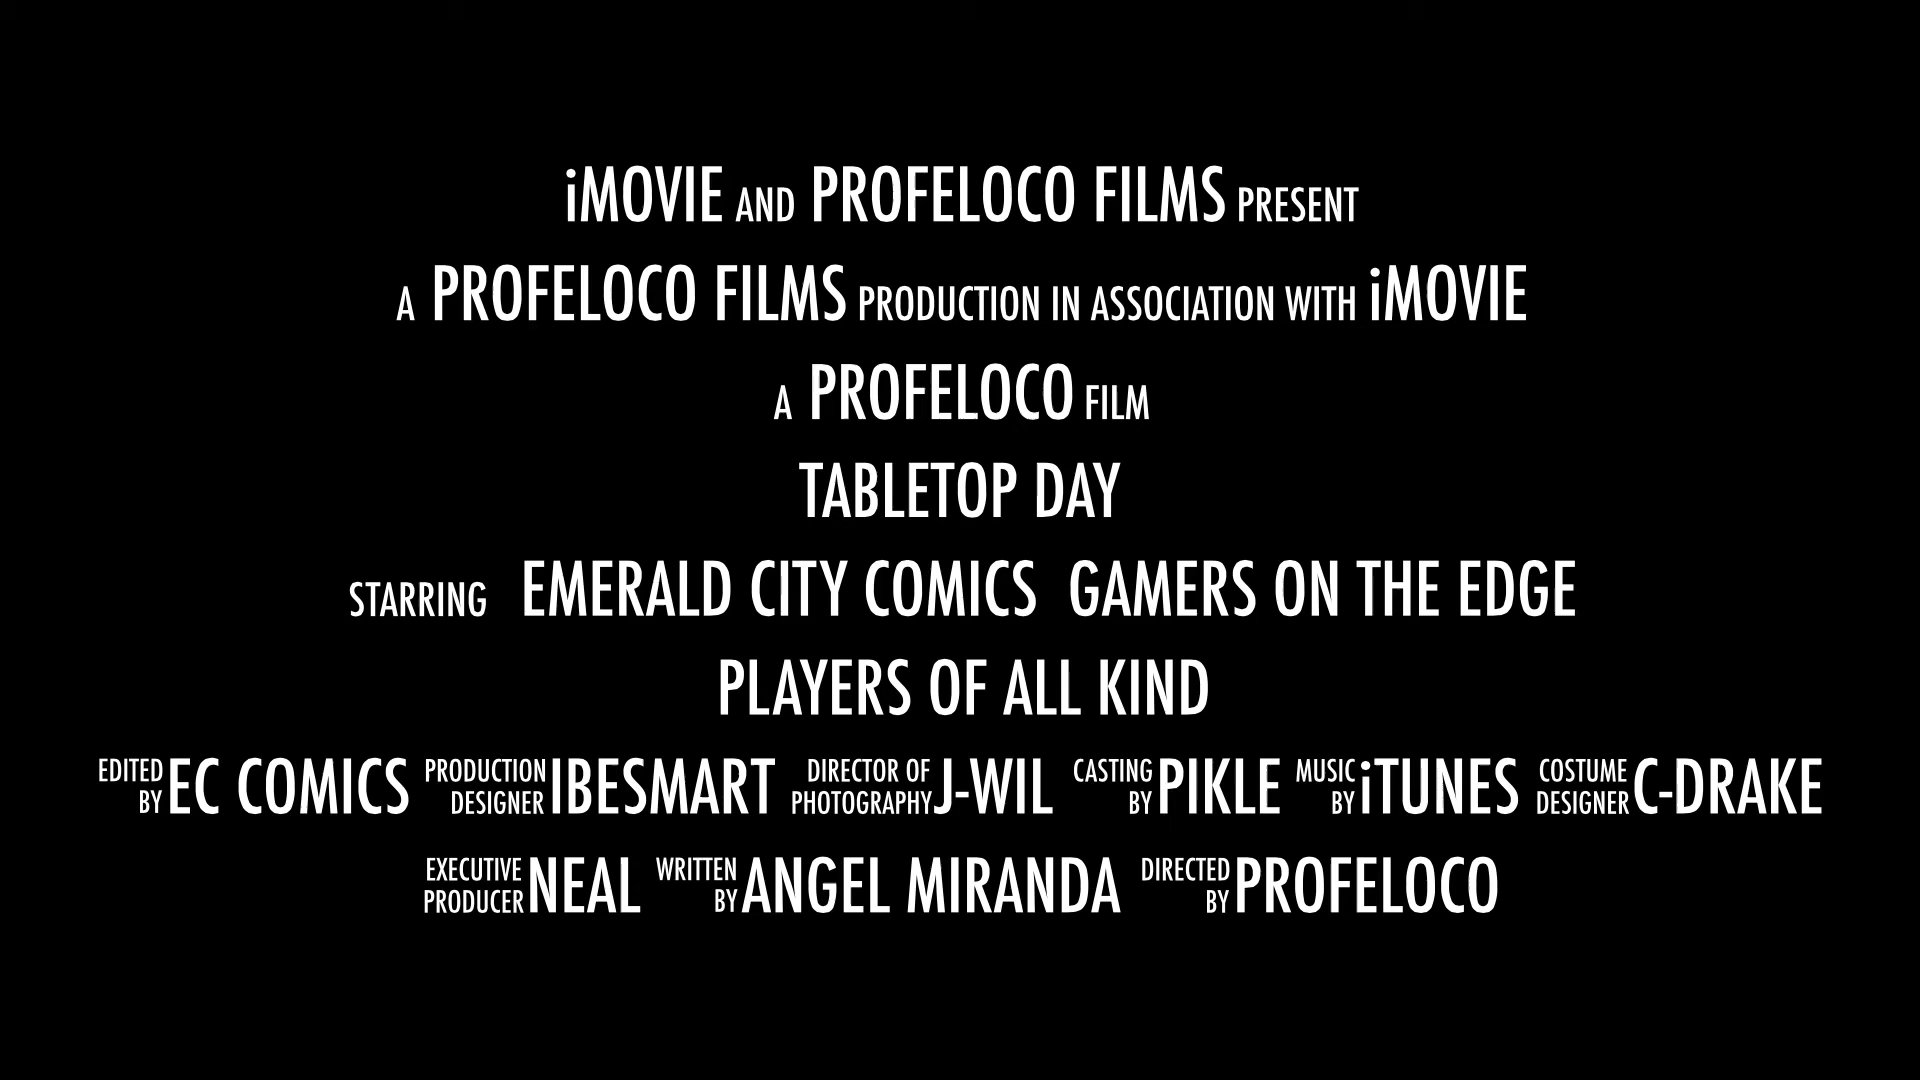 iMOVIE AND PROFELOCO FILMS PRESENT
A PROFELOCO FILMS PRODUCTION IN ASSOCIATION WITH iMOVIE
A PROFELOCO FILM
TABLETOP DAY
STARRING EMERALD CITY COMICS GAMERS ON THE EDGE
PLAYERS OF ALL KIND
EDITED BY EC COMICS PRODUCTION DESIGNER IBESMART DIRECTOR OF PHOTOGRAPHY J-WIL CASTING BY PIKLE MUSIC BY iTUNES COSTUME DESIGNER C-DRAKE
EXECUTIVE PRODUCER NEAL WRITTEN BY ANGEL MIRANDA DIRECTED BY PROFELOCO